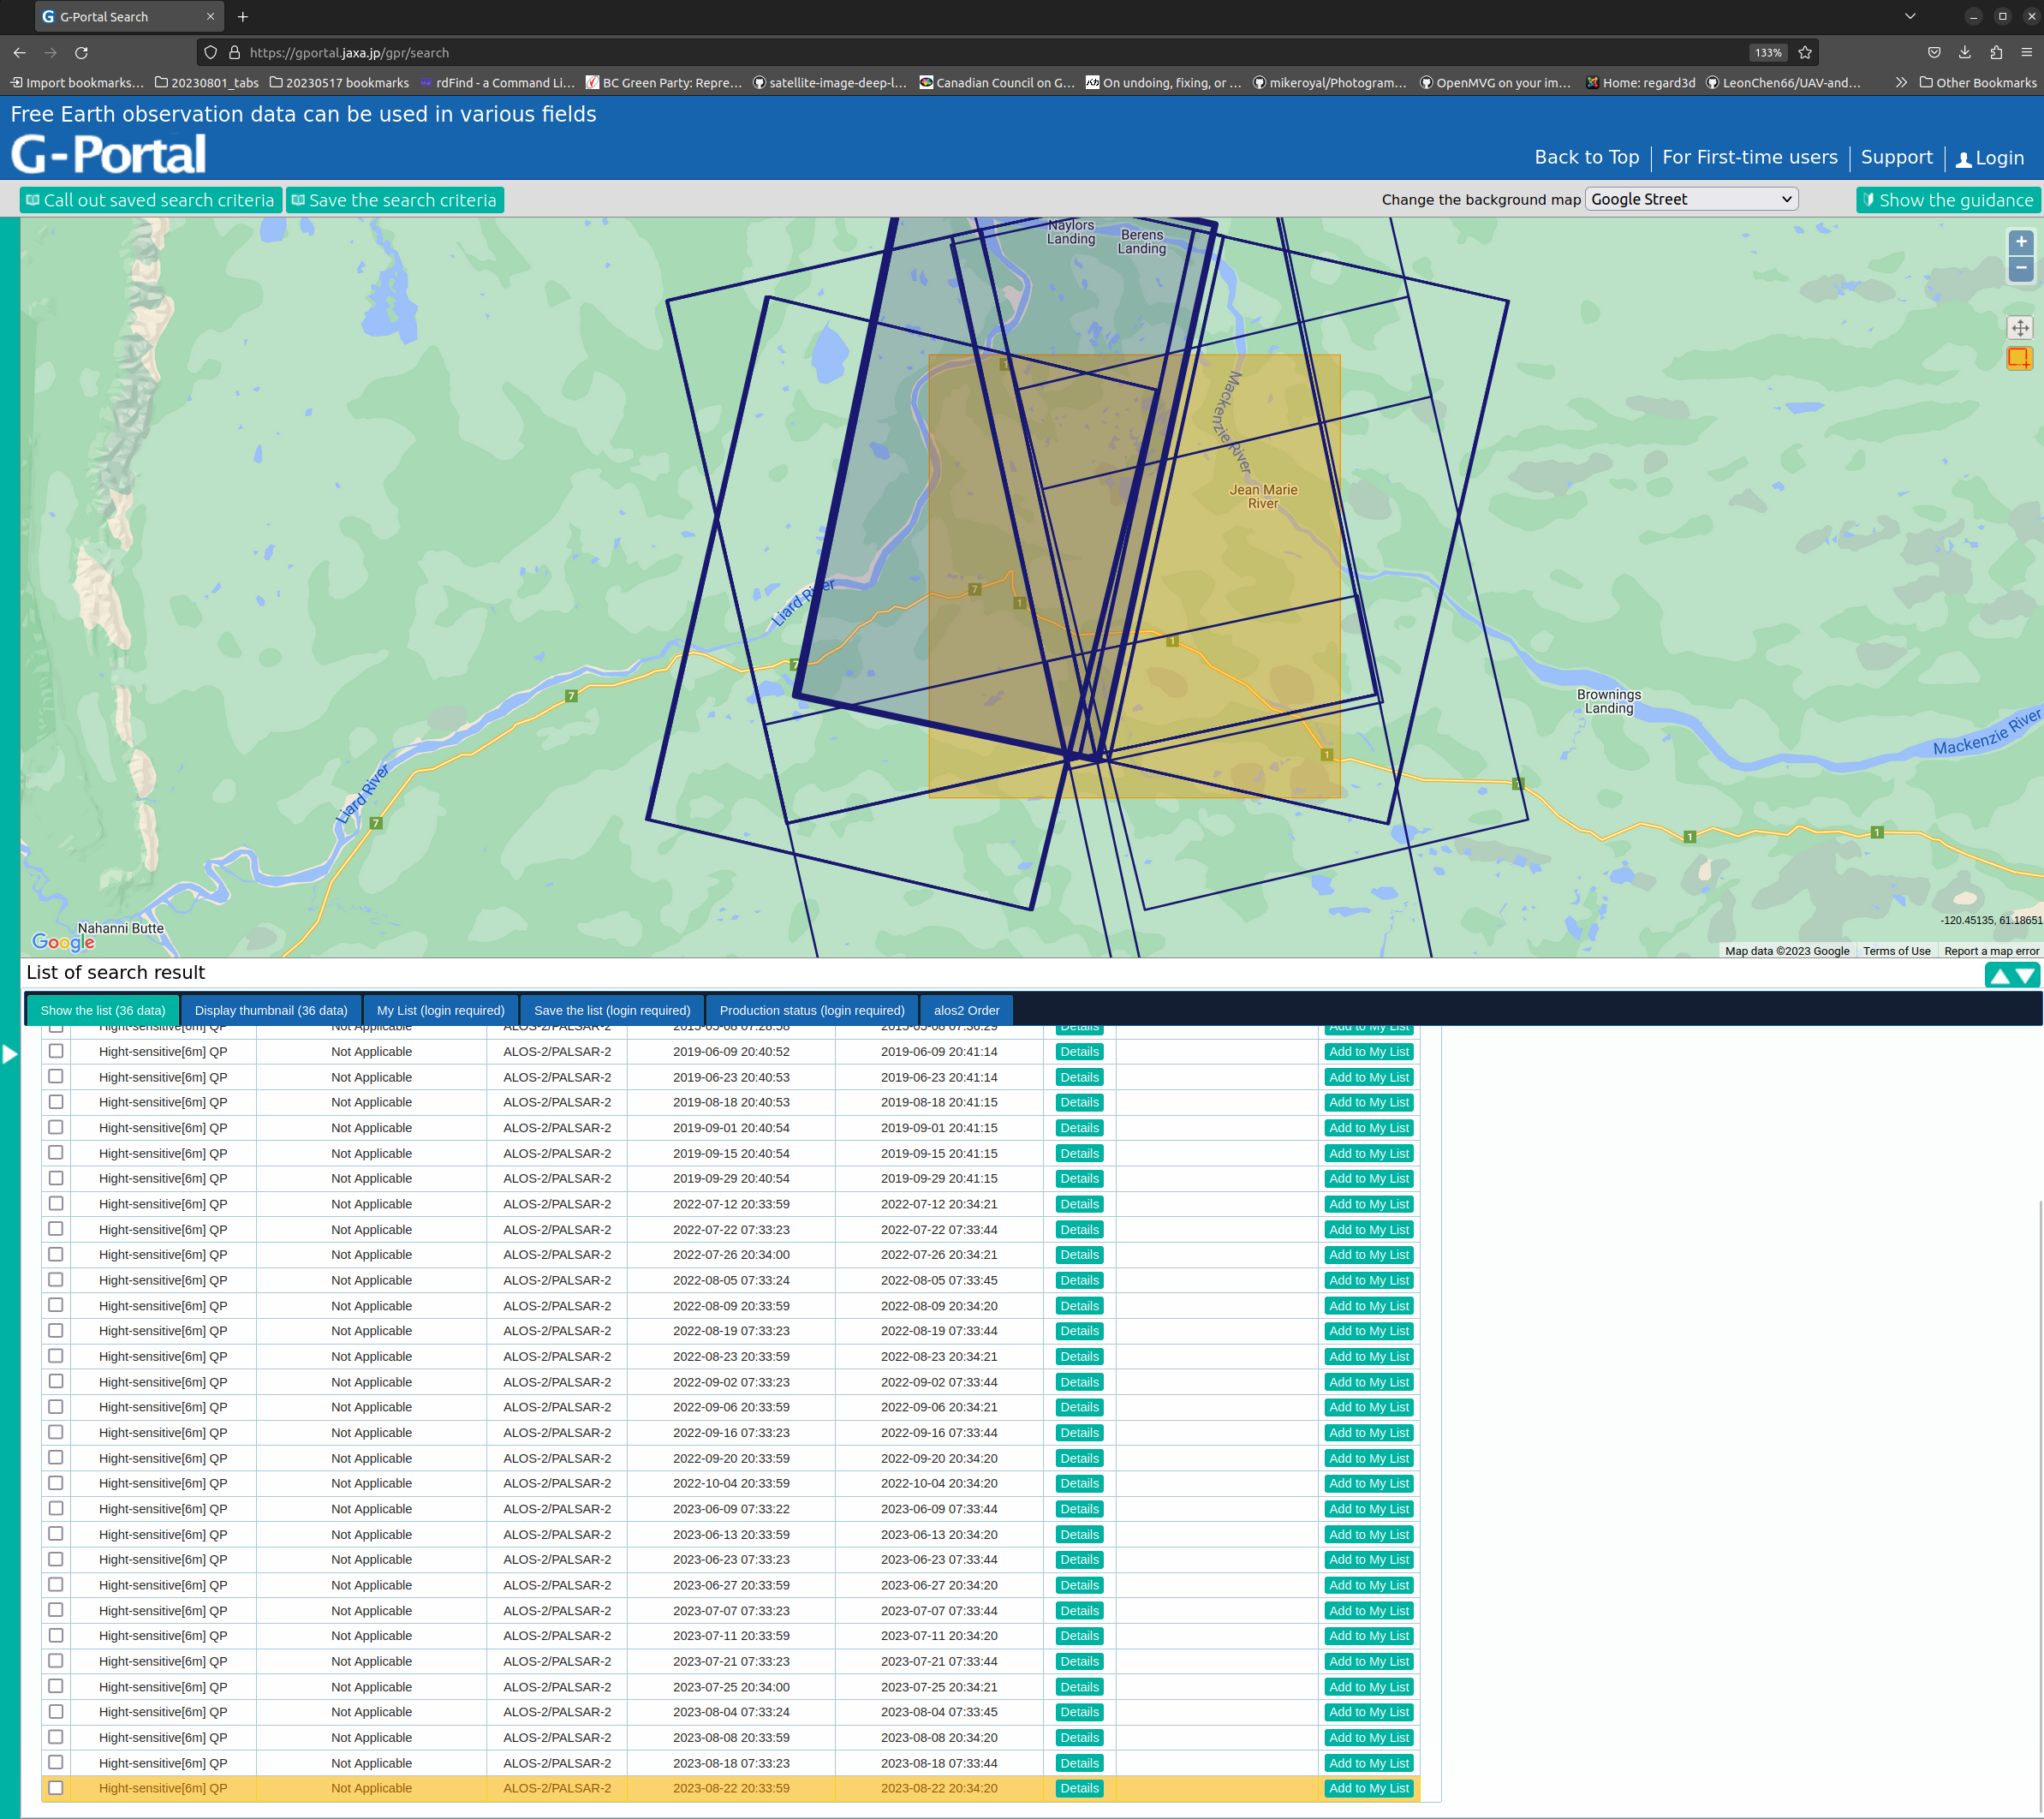 G-Portal Search
https://gportal.jaxa.jp/gpr/search 133%
Import bookmarks... 20230801_tabs 20230517 bookmarks rdFind - a Command Li... BC Green Party: Repre... satellite-image-deep-l... Canadian Council on G... On undoing, fixing, or ... mikeroyal/Photogram... OpenMVG on your im... Home: regard3d LeonChen66/UAV-and... Other Bookmarks
Free Earth observation data can be used in various fields
G-Portal
Back to Top For First-time users Support Login
Call out saved search criteria Save the search criteria Change the background map Google Street Show the guidance
Naylors Landing
Berens Landing
Mackenzie River
Jean Marie River
Liard River
Brownings Landing
Mackenzie River
Liard River
Nahanni Butte
1
7
1
1
7
7
1
1
7
1
1
-120.45135, 61.18651
Google
Map data ©2023 Google Terms of Use Report a map error
List of search result
Show the list (36 data) Display thumbnail (36 data) My List (login required) Save the list (login required) Production status (login required) alos2 Order
Hight-sensitive[6m] QP Not Applicable ALOS-2/PALSAR-2 Details Add to My List
Hight-sensitive[6m] QP Not Applicable ALOS-2/PALSAR-2 2019-06-09 20:40:52 2019-06-09 20:41:14 Details Add to My List
Hight-sensitive[6m] QP Not Applicable ALOS-2/PALSAR-2 2019-06-23 20:40:53 2019-06-23 20:41:14 Details Add to My List
Hight-sensitive[6m] QP Not Applicable ALOS-2/PALSAR-2 2019-08-18 20:40:53 2019-08-18 20:41:15 Details Add to My List
Hight-sensitive[6m] QP Not Applicable ALOS-2/PALSAR-2 2019-09-01 20:40:54 2019-09-01 20:41:15 Details Add to My List
Hight-sensitive[6m] QP Not Applicable ALOS-2/PALSAR-2 2019-09-15 20:40:54 2019-09-15 20:41:15 Details Add to My List
Hight-sensitive[6m] QP Not Applicable ALOS-2/PALSAR-2 2019-09-29 20:40:54 2019-09-29 20:41:15 Details Add to My List
Hight-sensitive[6m] QP Not Applicable ALOS-2/PALSAR-2 2022-07-12 20:33:59 2022-07-12 20:34:21 Details Add to My List
Hight-sensitive[6m] QP Not Applicable ALOS-2/PALSAR-2 2022-07-22 07:33:23 2022-07-22 07:33:44 Details Add to My List
Hight-sensitive[6m] QP Not Applicable ALOS-2/PALSAR-2 2022-07-26 20:34:00 2022-07-26 20:34:21 Details Add to My List
Hight-sensitive[6m] QP Not Applicable ALOS-2/PALSAR-2 2022-08-05 07:33:24 2022-08-05 07:33:45 Details Add to My List
Hight-sensitive[6m] QP Not Applicable ALOS-2/PALSAR-2 2022-08-09 20:33:59 2022-08-09 20:34:20 Details Add to My List
Hight-sensitive[6m] QP Not Applicable ALOS-2/PALSAR-2 2022-08-19 07:33:23 2022-08-19 07:33:44 Details Add to My List
Hight-sensitive[6m] QP Not Applicable ALOS-2/PALSAR-2 2022-08-23 20:33:59 2022-08-23 20:34:21 Details Add to My List
Hight-sensitive[6m] QP Not Applicable ALOS-2/PALSAR-2 2022-09-02 07:33:23 2022-09-02 07:33:44 Details Add to My List
Hight-sensitive[6m] QP Not Applicable ALOS-2/PALSAR-2 2022-09-06 20:33:59 2022-09-06 20:34:21 Details Add to My List
Hight-sensitive[6m] QP Not Applicable ALOS-2/PALSAR-2 2022-09-16 07:33:23 2022-09-16 07:33:44 Details Add to My List
Hight-sensitive[6m] QP Not Applicable ALOS-2/PALSAR-2 2022-09-20 20:33:59 2022-09-20 20:34:20 Details Add to My List
Hight-sensitive[6m] QP Not Applicable ALOS-2/PALSAR-2 2022-10-04 20:33:59 2022-10-04 20:34:20 Details Add to My List
Hight-sensitive[6m] QP Not Applicable ALOS-2/PALSAR-2 2023-06-09 07:33:22 2023-06-09 07:33:44 Details Add to My List
Hight-sensitive[6m] QP Not Applicable ALOS-2/PALSAR-2 2023-06-13 20:33:59 2023-06-13 20:34:20 Details Add to My List
Hight-sensitive[6m] QP Not Applicable ALOS-2/PALSAR-2 2023-06-23 07:33:23 2023-06-23 07:33:44 Details Add to My List
Hight-sensitive[6m] QP Not Applicable ALOS-2/PALSAR-2 2023-06-27 20:33:59 2023-06-27 20:34:20 Details Add to My List
Hight-sensitive[6m] QP Not Applicable ALOS-2/PALSAR-2 2023-07-07 07:33:23 2023-07-07 07:33:44 Details Add to My List
Hight-sensitive[6m] QP Not Applicable ALOS-2/PALSAR-2 2023-07-11 20:33:59 2023-07-11 20:34:20 Details Add to My List
Hight-sensitive[6m] QP Not Applicable ALOS-2/PALSAR-2 2023-07-21 07:33:23 2023-07-21 07:33:44 Details Add to My List
Hight-sensitive[6m] QP Not Applicable ALOS-2/PALSAR-2 2023-07-25 20:34:00 2023-07-25 20:34:21 Details Add to My List
Hight-sensitive[6m] QP Not Applicable ALOS-2/PALSAR-2 2023-08-04 07:33:24 2023-08-04 07:33:45 Details Add to My List
Hight-sensitive[6m] QP Not Applicable ALOS-2/PALSAR-2 2023-08-08 20:33:59 2023-08-08 20:34:20 Details Add to My List
Hight-sensitive[6m] QP Not Applicable ALOS-2/PALSAR-2 2023-08-18 07:33:23 2023-08-18 07:33:44 Details Add to My List
Hight-sensitive[6m] QP Not Applicable ALOS-2/PALSAR-2 2023-08-22 20:33:59 2023-08-22 20:34:20 Details Add to My List